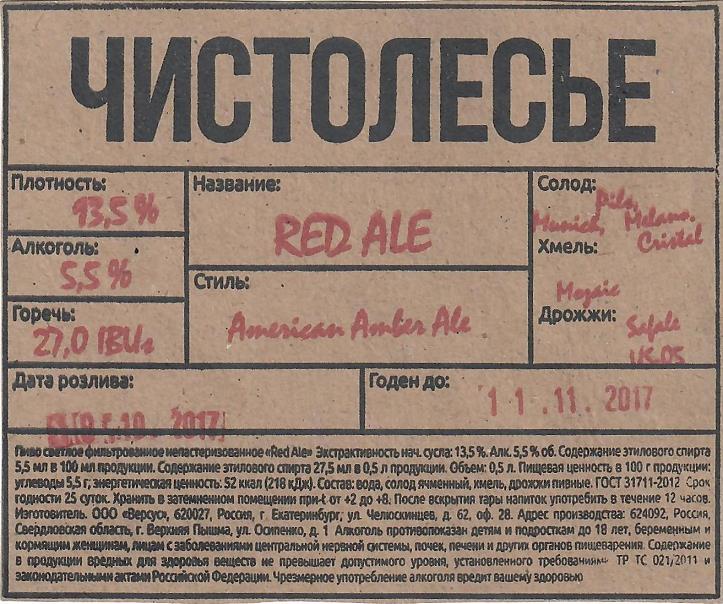 ЧИСТОЛЕСЬЕ
Плотность:
13,5 %
Алкоголь:
5,5 %
Горечь:
27,0 IBUs
Название:
RED ALE
Стиль:
American Amber Ale
Солод:
Pils,
Munich, Melano.
Cristal
Хмель:
Mozaic
Дрожжи:
Safale
US.05
Дата розлива:
10. 2017
Годен до:
11.11. 2017
Пиво светлое фильтрованное непастеризованное «Red Ale» Экстрактивность нач. сусла: 13,5 %. Алк. 5,5 % об. Содержание этилового спирта
5,5 мл в 100 мл продукции. Содержание этилового спирта 27,5 мл в 0,5 л продукции. Объем: 0,5 л. Пищевая ценность в 100 г продукции:
углеводы 5,5 г, энергетическая ценность: 52 ккал (218 кДж). Состав: вода, солод ячменный, хмель, дрожжи пивные. ГОСТ 31711-2012 Срок
годности 25 суток. Хранить в затемненном помещении при t от +2 до +8. После вскрытия тары напиток употребить в течение 12 часов.
Изготовитель. ООО «Версус», 620027, Россия, г. Екатеринбург, ул. Челюскинцев, д. 62, оф. 28. Адрес производства: 624092, Россия,
Свердловская область, г. Верхняя Пышма, ул. Осипенко, д. 1 Алкоголь противопоказан детям и подросткам до 18 лет, беременным и
кормящим женщинам, лицам с заболеваниями центральной нервной системы, почек, печени и других органов пищеварения. Содержание
в продукции вредных для здоровья веществ не превышает допустимого уровня, установленного требованиями ТР ТС 021/2011 и
законодательными актами Российской Федерации. Чрезмерное употребление алкоголя вредит вашему здоровью